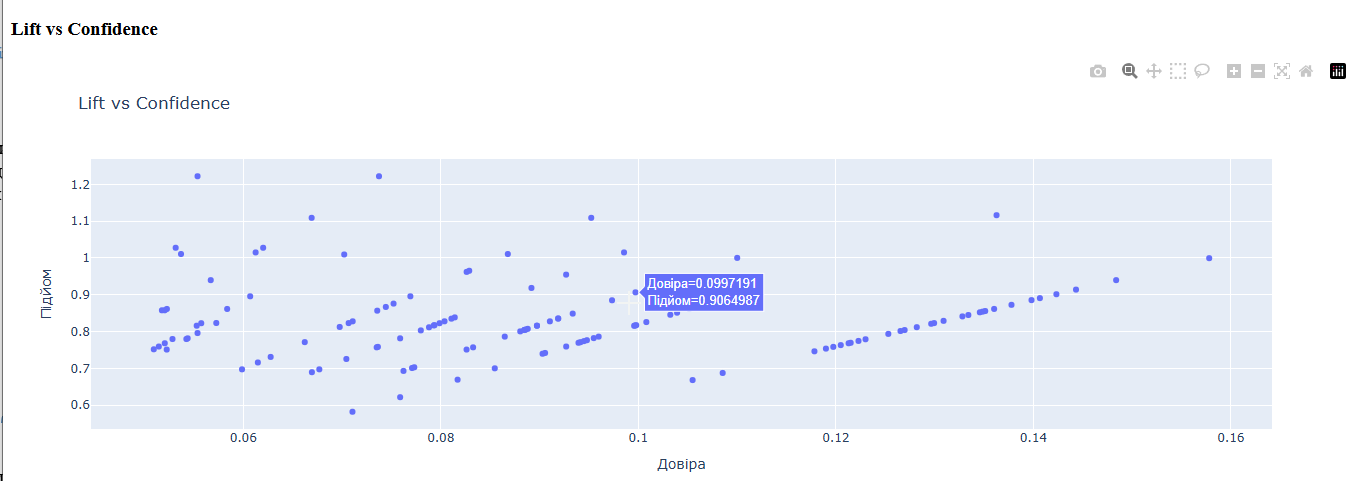 Lift vs Confidence
Lift vs Confidence
1.2
1.1
1
0.9
0.8
0.7
0.6
Підйом
Довіра=0.0997191
Підйом=0.9064987
0.06
0.08
0.1
0.12
0.14
0.16
Довіра